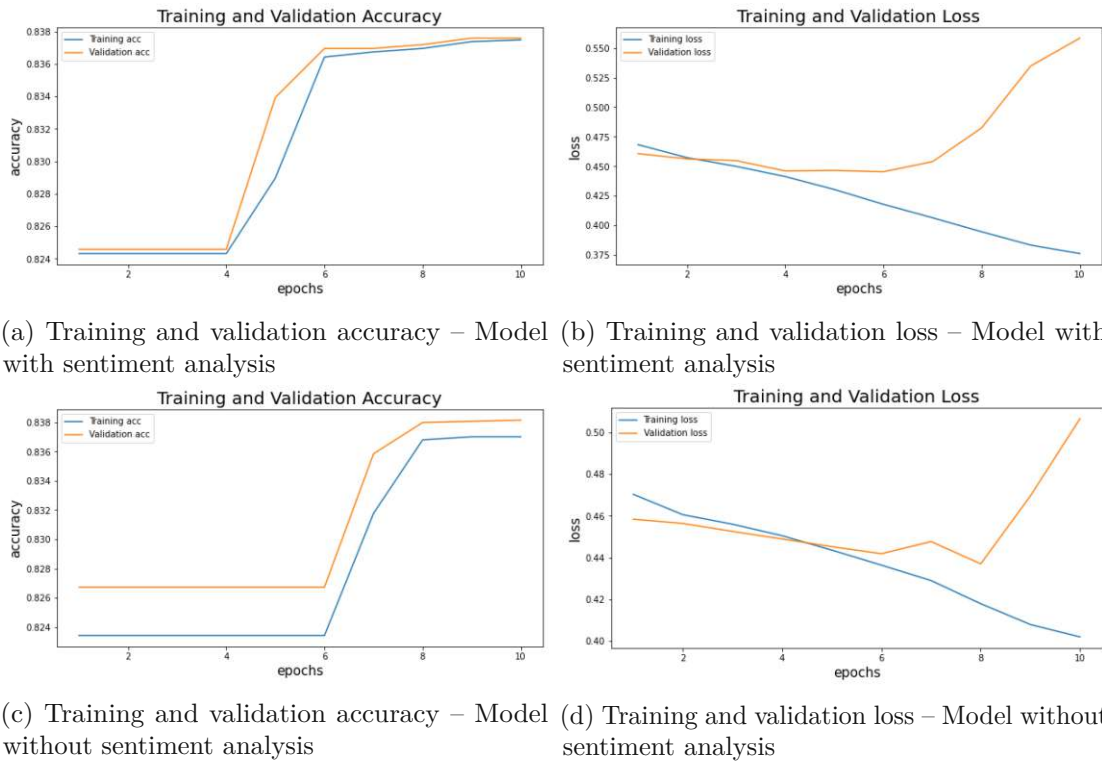 Training and Validation Accuracy
Training acc
Validation acc
0.838
0.836
0.834
0.832
0.830
0.828
0.826
0.824
accuracy
2
4
6
8
10
epochs
Training and Validation Loss
Training loss
Validation loss
0.550
0.525
0.500
0.475
0.450
0.425
0.400
0.375
loss
2
4
6
8
10
epochs
(a) Training and validation accuracy – Model
with sentiment analysis
(b) Training and validation loss – Model with
sentiment analysis
Training and Validation Accuracy
Training acc
Validation acc
0.838
0.836
0.834
0.832
0.830
0.828
0.826
0.824
accuracy
2
4
6
8
10
epochs
Training and Validation Loss
Training loss
Validation loss
0.50
0.48
0.46
0.44
0.42
0.40
loss
2
4
6
8
10
epochs
(c) Training and validation accuracy – Model
without sentiment analysis
(d) Training and validation loss – Model without
sentiment analysis